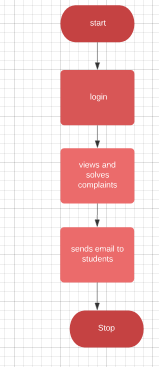 start
login
views and
solves
complaints
sends email to
students
Stop